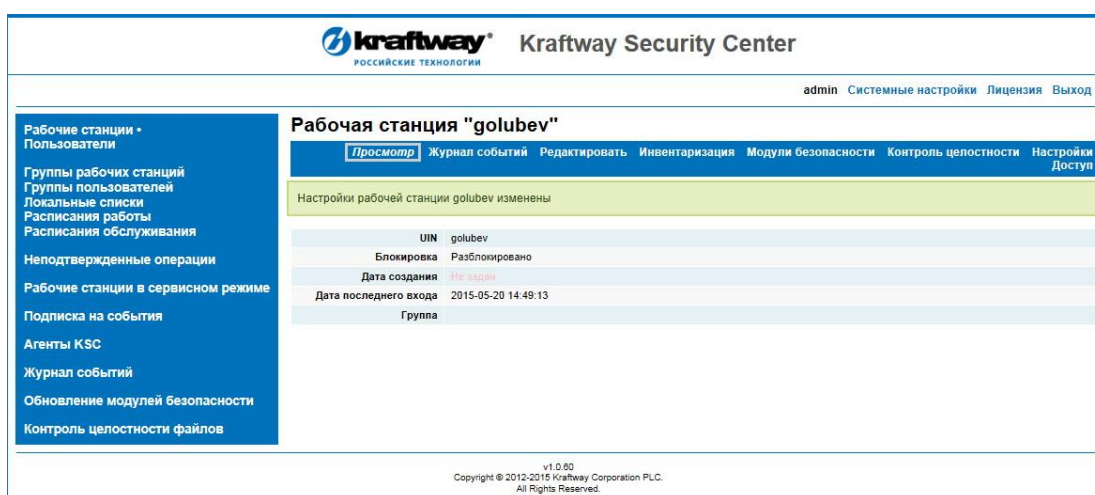 kraftway
РОССИЙСКИЕ ТЕХНОЛОГИИ
Kraftway Security Center
admin Системные настройки Лицензия Выход
Рабочие станции •
Пользователи
Группы рабочих станций
Группы пользователей
Локальные списки
Расписания работы
Расписания обслуживания
Неподтвержденные операции
Рабочие станции в сервисном режиме
Подписка на события
Агенты KSC
Журнал событий
Обновление модулей безопасности
Контроль целостности файлов
Рабочая станция "golubev"
Просмотр Журнал событий Редактировать Инвентаризация Модули безопасности Контроль целостности Настройки
Доступ
Настройки рабочей станции golubev изменены
UIN golubev
Блокировка Разблокировано
Дата создания Не задан
Дата последнего входа 2015-05-20 14:49:13
Группа
v1.0.60
Copyright © 2012-2015 Kraftway Corporation PLC.
All Rights Reserved.